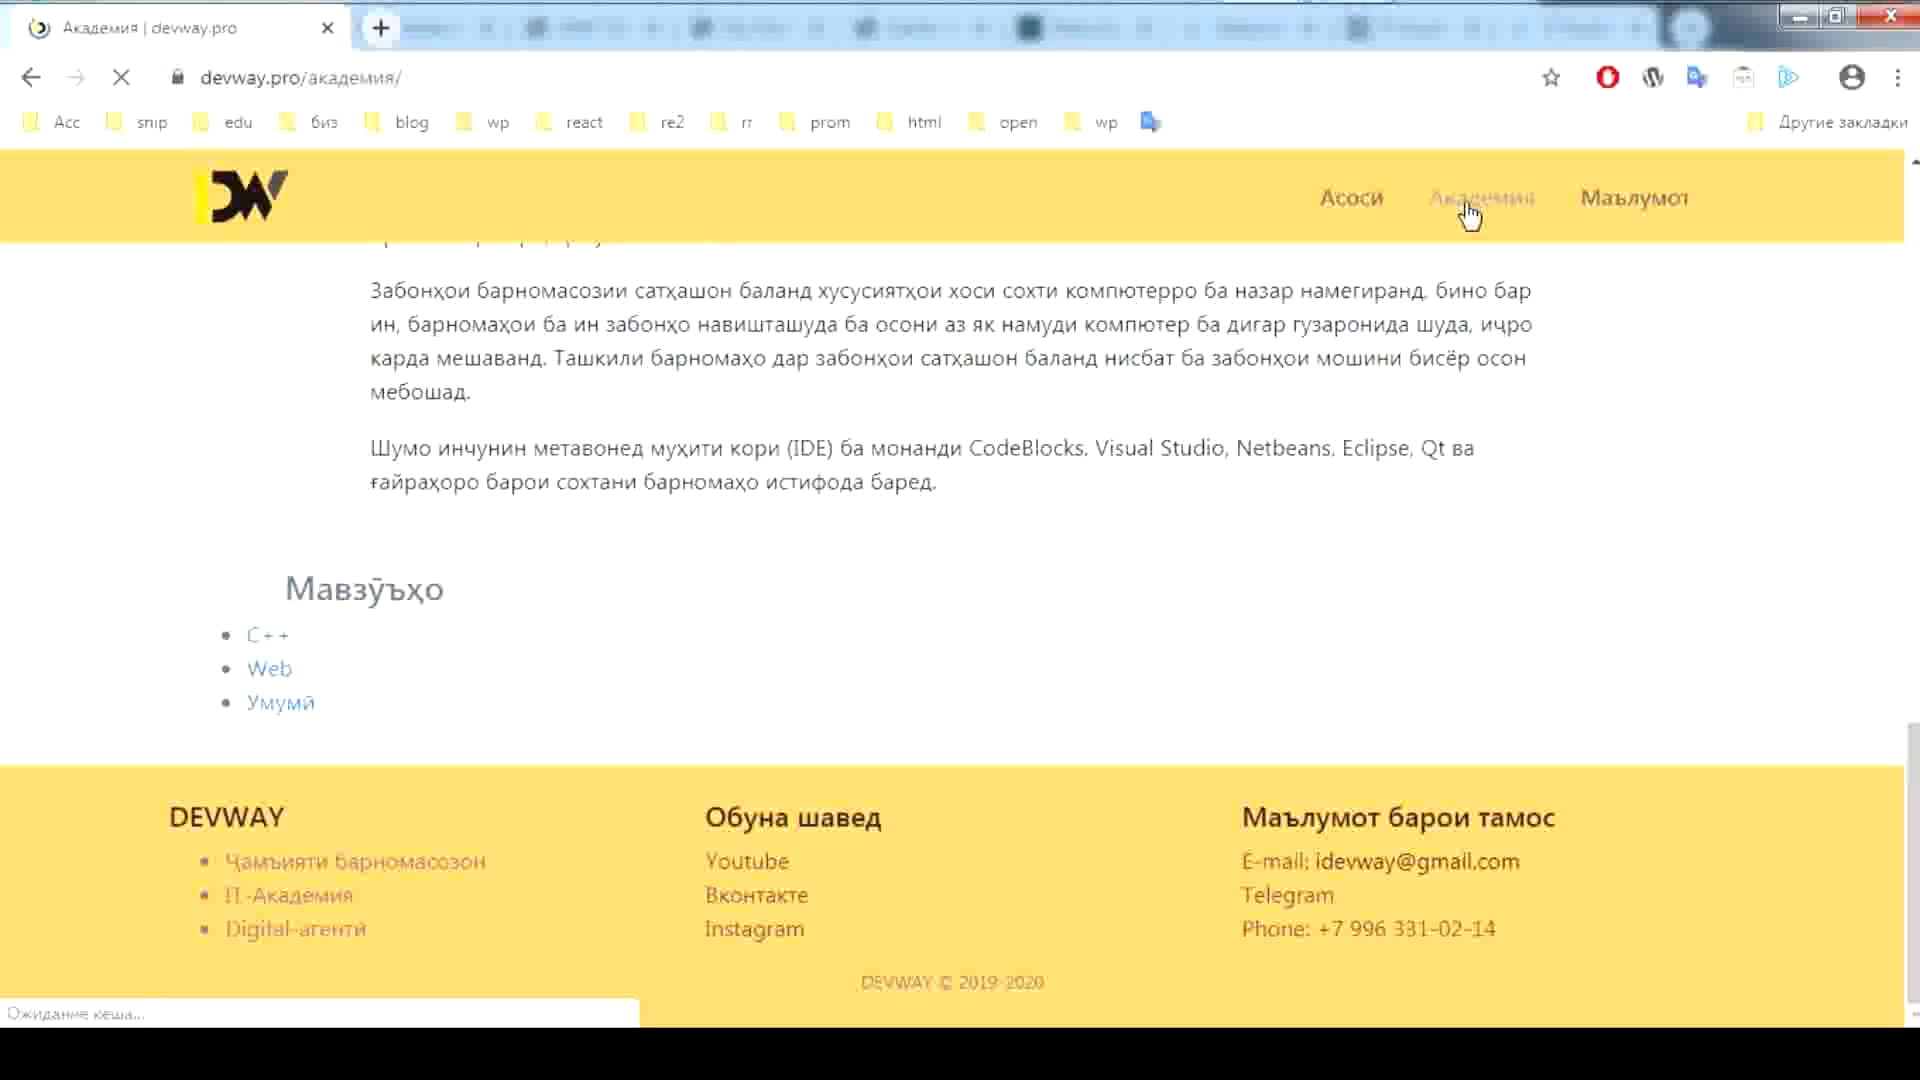 Академия | devway.pro
devway.pro/академия/
Acc snip edu биз blog wp react re2 rr prom html open wp Другие закладки
DW
Асосӣ Академия Маълумот
Забонҳои барномасозии сатҳашон баланд хусусиятҳои хоси сохти компютерро ба назар намегиранд, бино бар
ин, барномаҳои ба ин забонҳо навишташуда ба осони аз як намуди компютер ба дигар гузаронида шуда, иҷро
карда мешаванд. Ташкили барномаҳо дар забонҳои сатҳашон баланд нисбат ба забонҳои мошини бисёр осон
мебошад.
Шумо инчунин метавонед муҳити кори (IDE) ба монанди CodeBlocks, Visual Studio, Netbeans, Eclipse, Qt ва
ғайраҳоро барои сохтани барномаҳо истифода баред.
Мавзӯъҳо
C++
Web
Умумӣ
DEVWAY
Ҷамъияти барномасозон
IT-Академия
Digital-агентӣ
Обуна шавед
Youtube
Вконтакте
Instagram
Маълумот барои тамос
E-mail: idevway@gmail.com
Telegram
Phone: +7 996 331-02-14
DEVWAY © 2019-2020
Ожидание кеша...